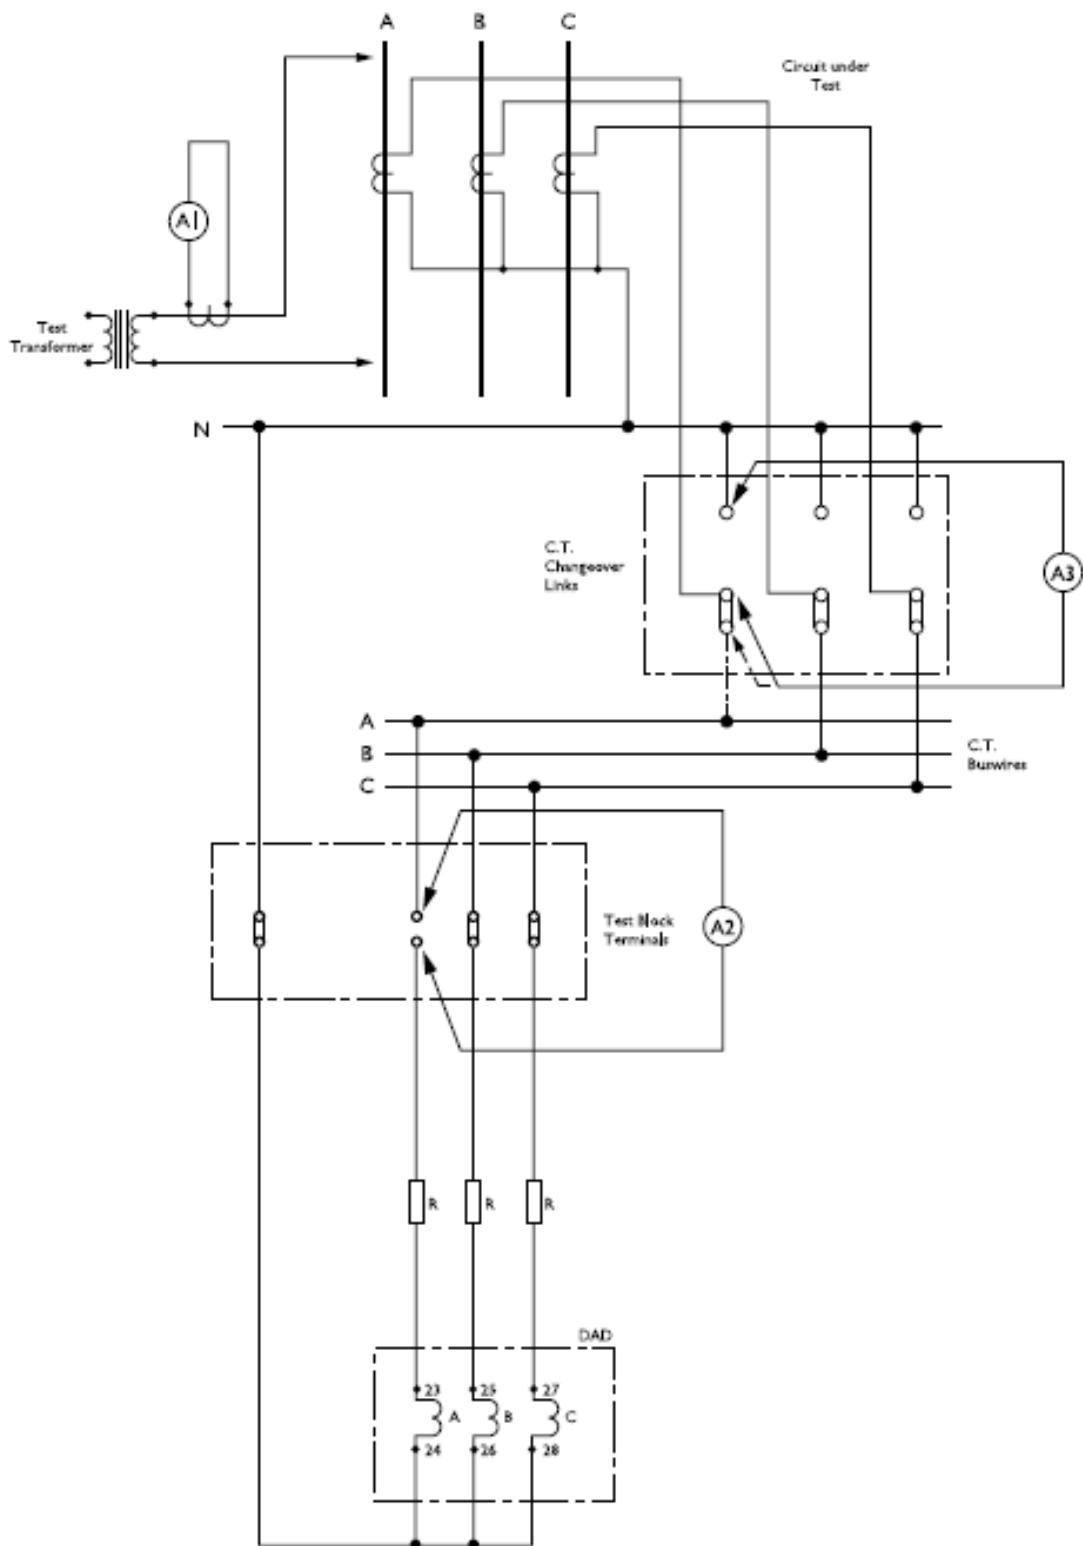 A B C
Circuit under
Test
A1
Test
Transformer
N
C.T.
Changeover
Links
A3
A
B
C
C.T.
Buswires
Test Block
Terminals
A2
R R R
DAD
23 25 27
A B C
24 26 28